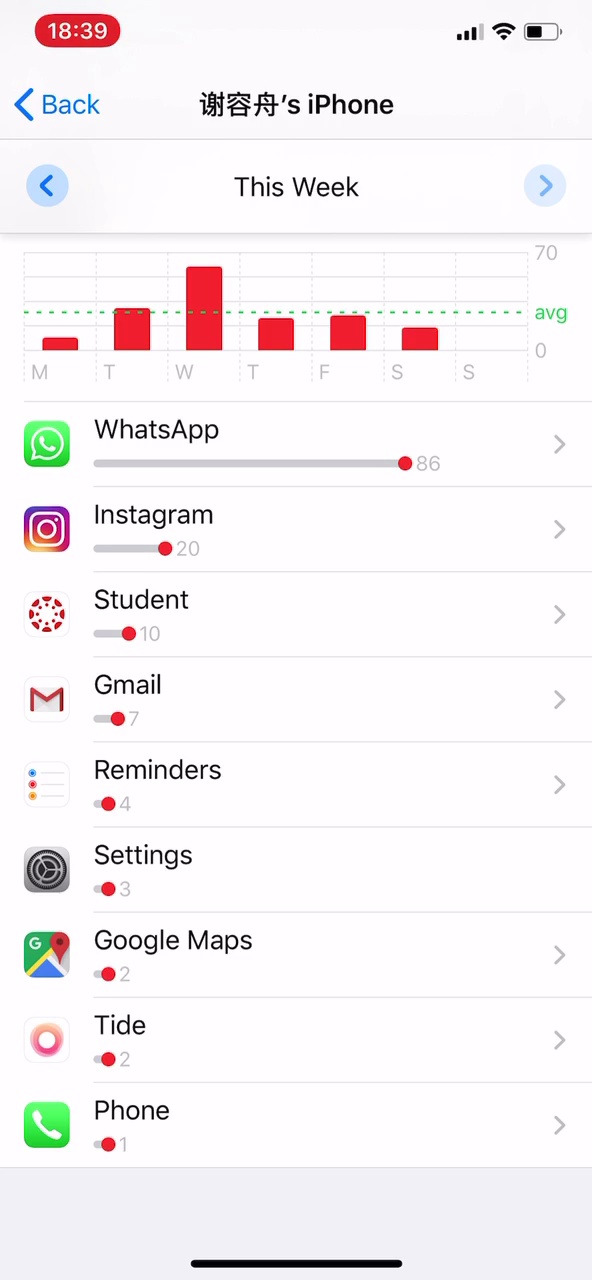 18:39
Back
谢容舟's iPhone
This Week
70
avg
0
M T W T F S S
WhatsApp
86
Instagram
20
Student
10
Gmail
7
Reminders
4
Settings
3
G
Google Maps
2
Tide
2
Phone
1